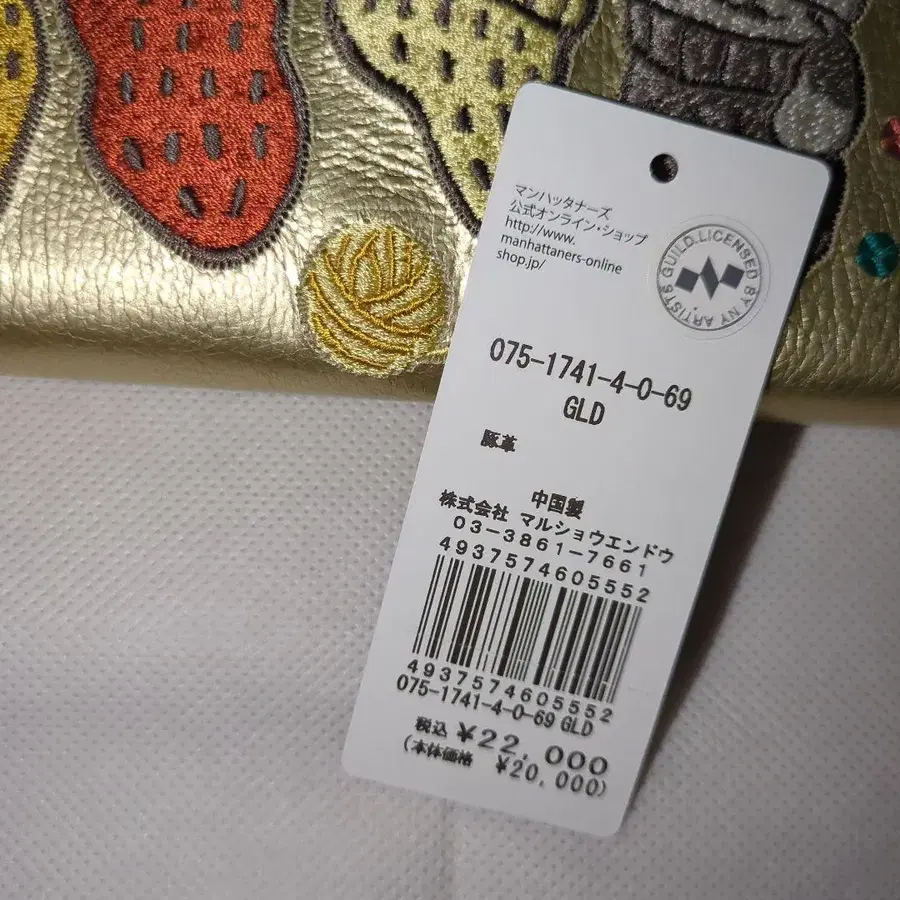 マンハッタナーズ
公式オンライン・ショップ
http://www.
manhattaners-online
shop.jp/
GUILD.LICENSED BY NY ARTISTS
075-1741-4-0-69
GLD
豚革
中国製
株式会社 マルショウエンドウ
03-3861-7661
4937574605552
4937574605552
075-1741-4-0-69 GLD
税込 ¥22,000
(本体価格 ¥20,000)